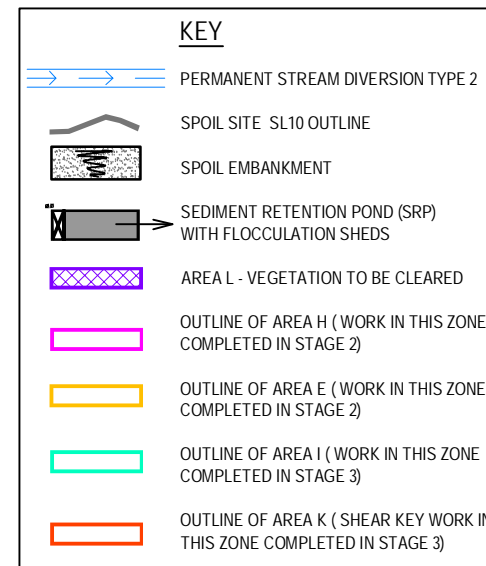 KEY
PERMANENT STREAM DIVERSION TYPE 2
SPOIL SITE SL10 OUTLINE
SPOIL EMBANKMENT
SEDIMENT RETENTION POND (SRP)
WITH FLOCCULATION SHEDS
AREA L - VEGETATION TO BE CLEARED
OUTLINE OF AREA H ( WORK IN THIS ZONE
COMPLETED IN STAGE 2)
OUTLINE OF AREA E ( WORK IN THIS ZONE
COMPLETED IN STAGE 2)
OUTLINE OF AREA I ( WORK IN THIS ZONE
COMPLETED IN STAGE 3)
OUTLINE OF AREA K ( SHEAR KEY WORK IN
THIS ZONE COMPLETED IN STAGE 3)